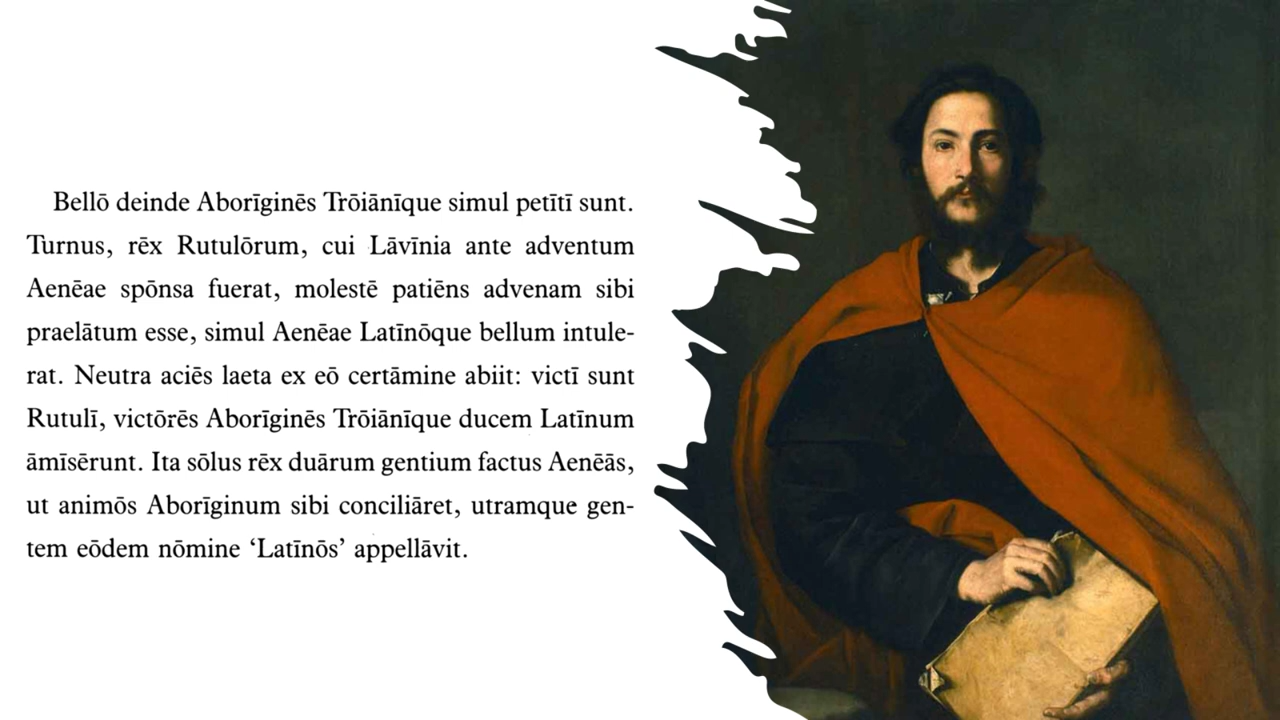 Bellō deinde Aborīginēs Trōiānīque simul petītī sunt.
Turnus, rēx Rutulōrum, cui Lāvīnia ante adventum
Aenēae spōnsa fuerat, molestē patiēns advenam sibi
praelātum esse, simul Aenēae Latīnōque bellum intule-
rat. Neutra aciēs laeta ex eō certāmine abiit: victī sunt
Rutulī, victōrēs Aborīginēs Trōiānīque ducem Latīnum
āmīsērunt. Ita sōlus rēx duārum gentium factus Aenēās,
ut animōs Aborīginum sibi conciliāret, utramque gen-
tem eōdem nōmine ‘Latīnōs’ appellāvit.